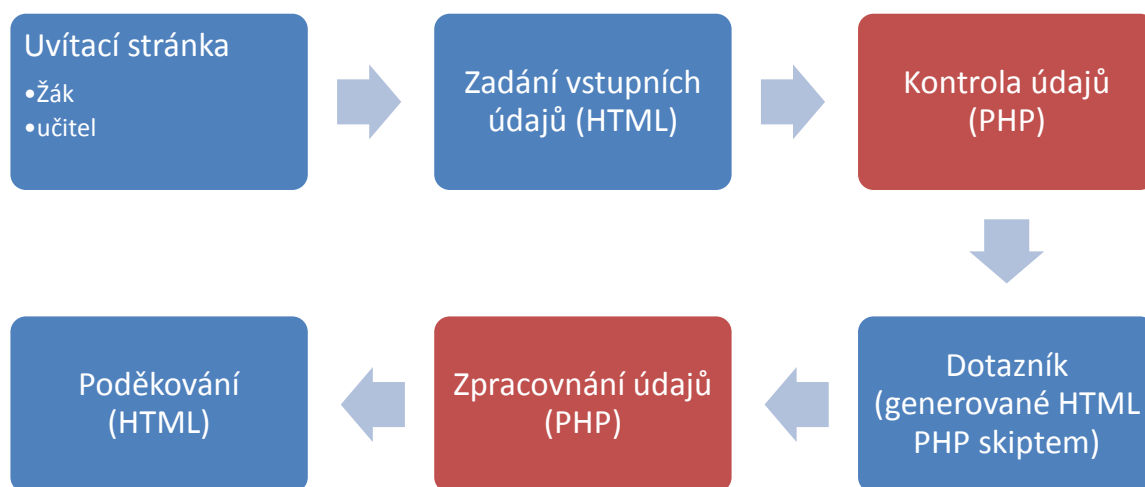 Uvítací stránka
•Žák
•učitel
Zadání vstupních
údajů (HTML)
Kontrola údajů
(PHP)
Dotazník
(generované HTML
PHP skiptem)
Zpracovnání údajů
(PHP)
Poděkování
(HTML)